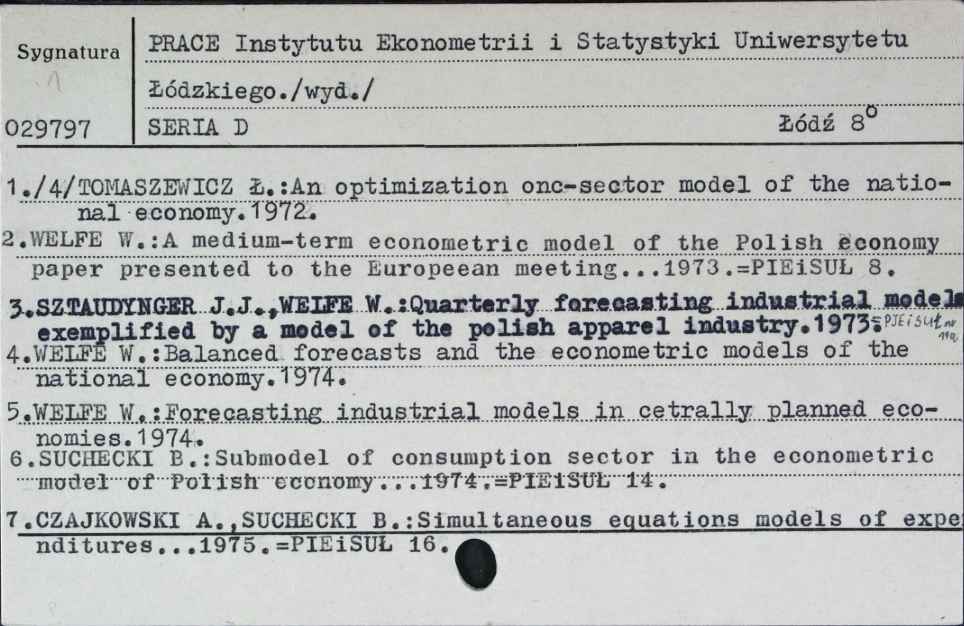 PRACE Instytutu Ekonometrii i Statystyki Uniwersytetu
Sygnatura
1
Łódzkiego./wyd./
029797
SERIA D Łódź 8°
1./4/TOMASZEWICZ Ł.:An optimization onc-sector model of the natio-
nal economy.1972.
2.WELFE W.:A medium-term econometric model of the Polish economy
paper presented to the Europeean meeting...1973.=PIEiSUŁ 8.
3.SZTAUDYNGER J.J.,WELFE W.:Quarterly forecasting industrial models
exemplified by a model of the polish apparel industry.1973= PJEiSUŁ nr
4.WELFE W.:Balanced forecasts and the econometric models of the
national economy.1974.
5.WELFE W.:Forecasting industrial models in cetrally planned eco-
nomies.1974.
6.SUCHECKI B.:Submodel of consumption sector in the econometric
model of Polish economy...1974.=PIEiSUŁ 14.
7.CZAJKOWSKI A.,SUCHECKI B.:Simultaneous equations models of expe
nditures...1975.=PIEiSUŁ 16.